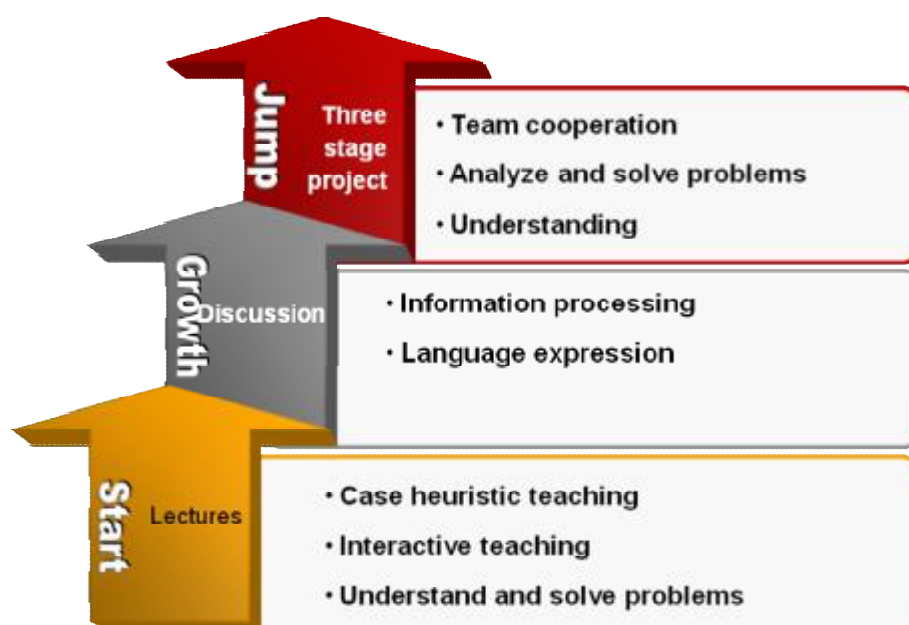 Jump
Three
stage
project
• Team cooperation
• Analyze and solve problems
• Understanding
Growth
Discussion
• Information processing
• Language expression
Start
Lectures
• Case heuristic teaching
• Interactive teaching
• Understand and solve problems